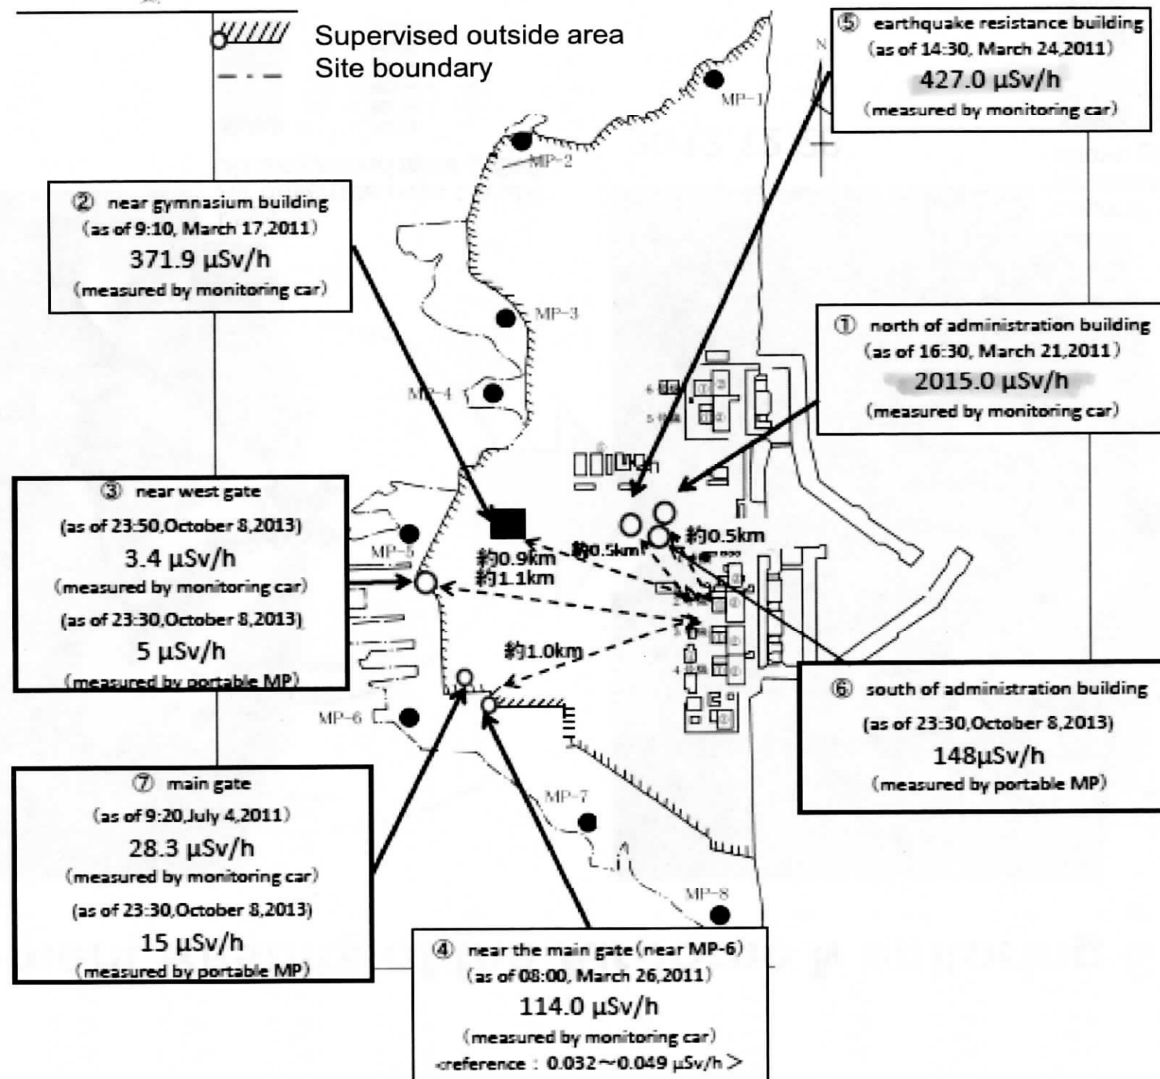 Supervised outside area
Site boundary
⑤ earthquake resistance building
(as of 14:30, March 24,2011)
427.0 μSv/h
(measured by monitoring car)
N
MP-1
MP-2
② near gymnasium building
(as of 9:10, March 17,2011)
371.9 μSv/h
(measured by monitoring car)
MP-3
① north of administration building
(as of 16:30, March 21,2011)
2015.0 μSv/h
(measured by monitoring car)
MP-4
③ near west gate
(as of 23:50,October 8,2013)
3.4 μSv/h
(measured by monitoring car)
(as of 23:30,October 8,2013)
5 μSv/h
(measured by portable MP)
MP-5
約0.9km
約1.1km
約0.5km
約0.5km
約1.0km
MP-6
⑥ south of administration building
(as of 23:30,October 8,2013)
148μSv/h
(measured by portable MP)
⑦ main gate
(as of 9:20,July 4,2011)
28.3 μSv/h
(measured by monitoring car)
(as of 23:30,October 8,2013)
15 μSv/h
(measured by portable MP)
MP-7
MP-8
④ near the main gate (near MP-6)
(as of 08:00, March 26,2011)
114.0 μSv/h
(measured by monitoring car)
<reference : 0.032～0.049 μSv/h >